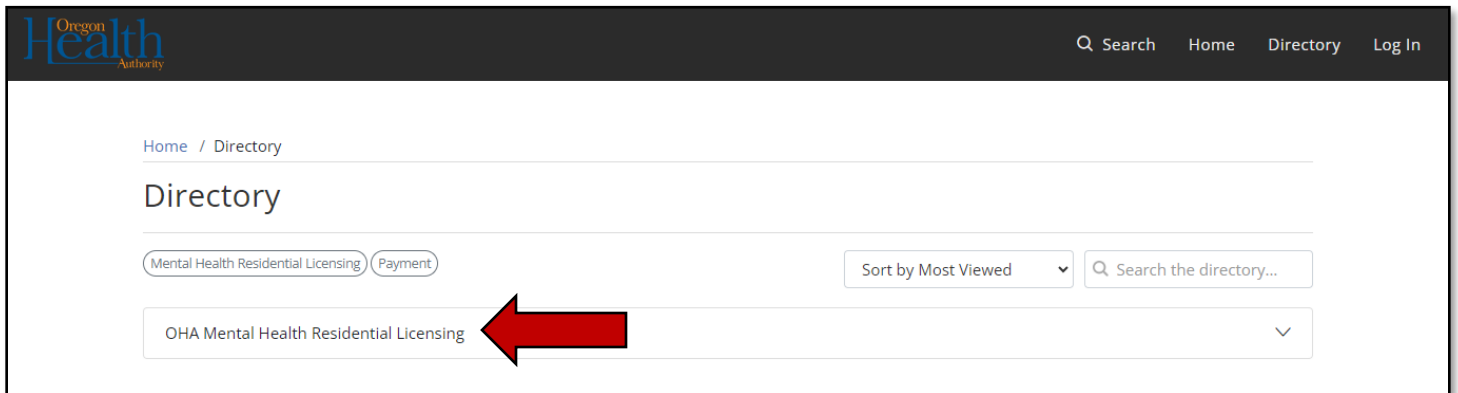 Oregon
Health
Authority
Search Home Directory Log In
Home / Directory
Directory
Mental Health Residential Licensing Payment
Sort by Most Viewed Search the directory...
OHA Mental Health Residential Licensing